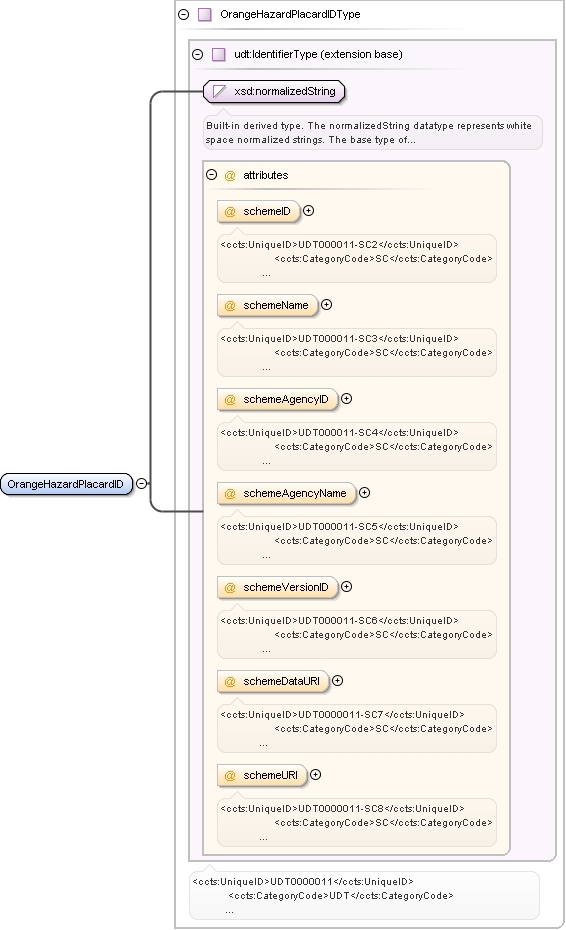 OrangeHazardPlacardIDType
udt:IdentifierType (extension base)
xsd:normalizedString
Built-in derived type. The normalizedString datatype represents white
space normalized strings. The base type of...
@ attributes
@ schemeID
<ccts:UniqueID>UDT000011-SC2</ccts:UniqueID>
<ccts:CategoryCode>SC</ccts:CategoryCode>
...
@ schemeName
<ccts:UniqueID>UDT000011-SC3</ccts:UniqueID>
<ccts:CategoryCode>SC</ccts:CategoryCode>
...
@ schemeAgencyID
<ccts:UniqueID>UDT000011-SC4</ccts:UniqueID>
<ccts:CategoryCode>SC</ccts:CategoryCode>
...
OrangeHazardPlacardID
@ schemeAgencyName
<ccts:UniqueID>UDT000011-SC5</ccts:UniqueID>
<ccts:CategoryCode>SC</ccts:CategoryCode>
...
@ schemeVersionID
<ccts:UniqueID>UDT000011-SC6</ccts:UniqueID>
<ccts:CategoryCode>SC</ccts:CategoryCode>
...
@ schemeDataURI
<ccts:UniqueID>UDT0000011-SC7</ccts:UniqueID>
<ccts:CategoryCode>SC</ccts:CategoryCode>
...
@ schemeURI
<ccts:UniqueID>UDT0000011-SC8</ccts:UniqueID>
<ccts:CategoryCode>SC</ccts:CategoryCode>
...
<ccts:UniqueID>UDT0000011</ccts:UniqueID>
<ccts:CategoryCode>UDT</ccts:CategoryCode>
...